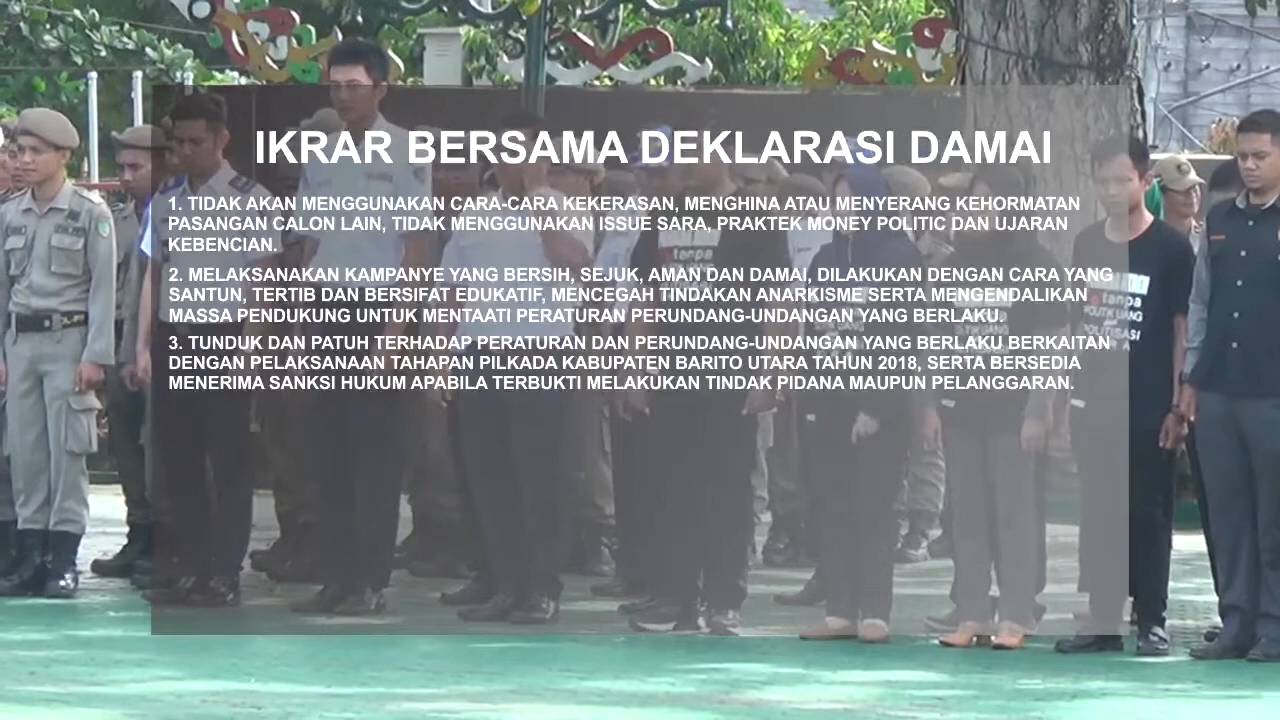 IKRAR BERSAMA DEKLARASI DAMAI
1. TIDAK AKAN MENGGUNAKAN CARA-CARA KEKERASAN, MENGHINA ATAU MENYERANG KEHORMATAN
PASANGAN CALON LAIN, TIDAK MENGGUNAKAN ISSUE SARA, PRAKTEK MONEY POLITIC DAN UJARAN
KEBENCIAN.
2. MELAKSANAKAN KAMPANYE YANG BERSIH, SEJUK, AMAN DAN DAMAI, DILAKUKAN DENGAN CARA YANG
SANTUN, TERTIB DAN BERSIFAT EDUKATIF, MENCEGAH TINDAKAN ANARKISME SERTA MENGENDALIKAN
MASSA PENDUKUNG UNTUK MENTAATI PERATURAN PERUNDANG-UNDANGAN YANG BERLAKU.
3. TUNDUK DAN PATUH TERHADAP PERATURAN DAN PERUNDANG-UNDANGAN YANG BERLAKU BERKAITAN
DENGAN PELAKSANAAN TAHAPAN PILKADA KABUPATEN BARITO UTARA TAHUN 2018, SERTA BERSEDIA
MENERIMA SANKSI HUKUM APABILA TERBUKTI MELAKUKAN TINDAK PIDANA MAUPUN PELANGGARAN.
tanpa
tanpa